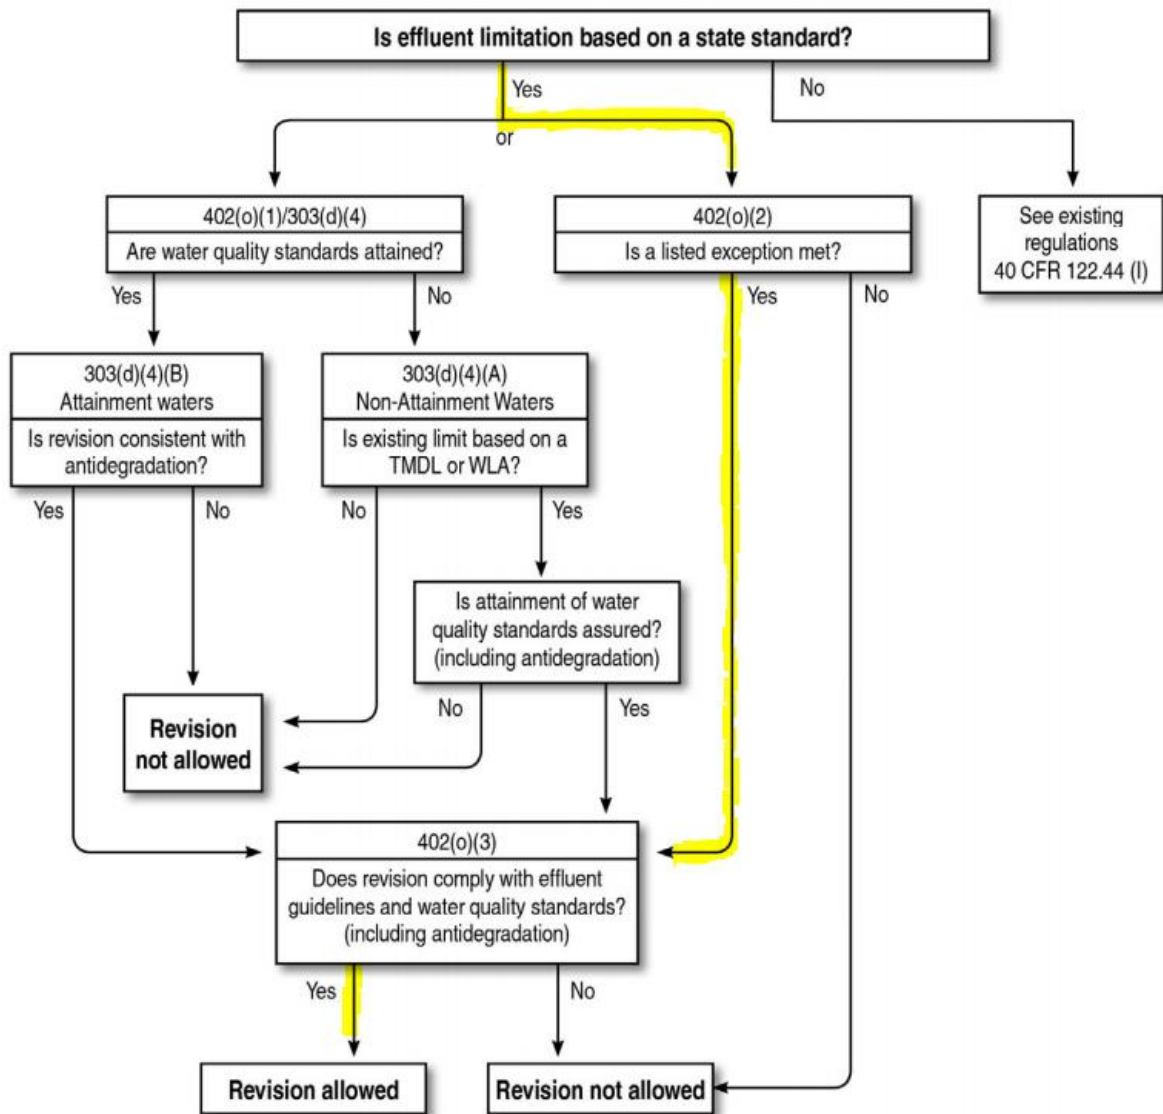 Is effluent limitation based on a state standard?
Yes
No
or
402(o)(1)/303(d)(4)
Are water quality standards attained?
402(o)(2)
Is a listed exception met?
See existing
regulations
40 CFR 122.44 (l)
Yes
No
Yes
No
303(d)(4)(B)
Attainment waters
Is revision consistent with
antidegradation?
303(d)(4)(A)
Non-Attainment Waters
Is existing limit based on a
TMDL or WLA?
Yes
No
No
Yes
Is attainment of water
quality standards assured?
(including antidegradation)
No
Yes
Revision
not allowed
402(o)(3)
Does revision comply with effluent
guidelines and water quality standards?
(including antidegradation)
Yes
No
Revision allowed
Revision not allowed